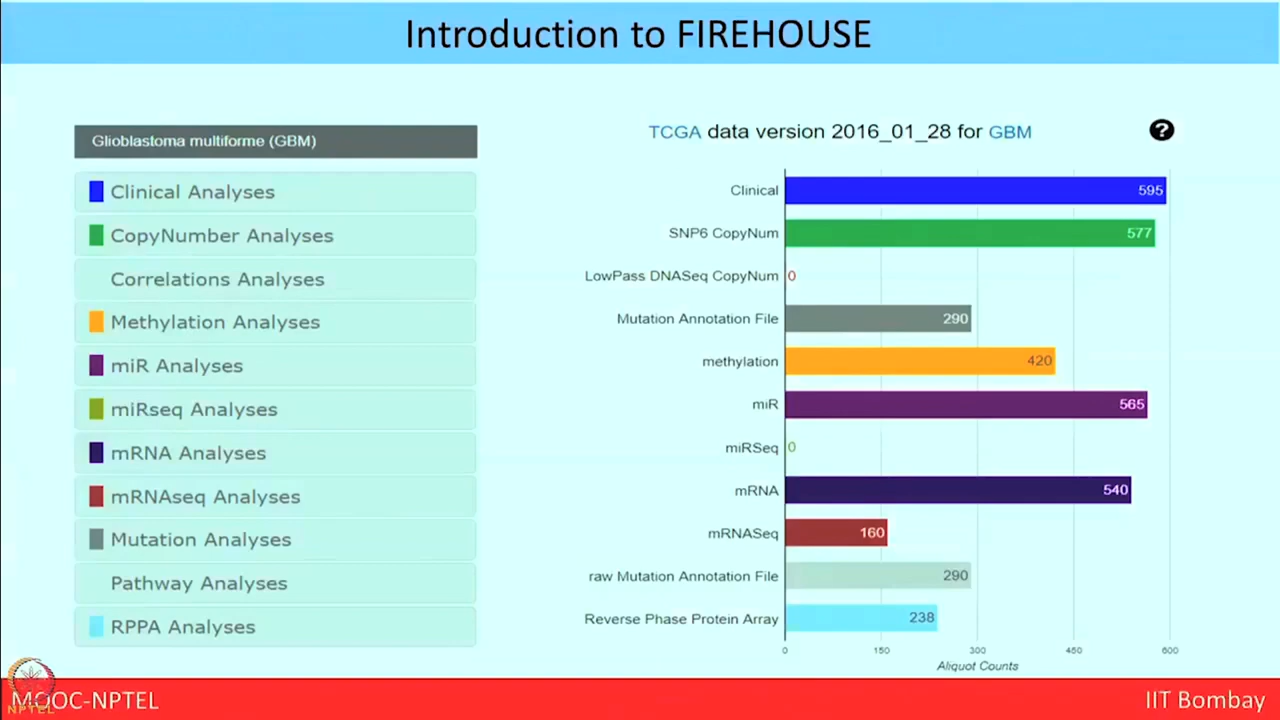 Introduction to FIREHOUSE
Glioblastoma multiforme (GBM)
Clinical Analyses
CopyNumber Analyses
Correlations Analyses
Methylation Analyses
miR Analyses
miRseq Analyses
mRNA Analyses
mRNAseq Analyses
Mutation Analyses
Pathway Analyses
RPPA Analyses
TCGA data version 2016_01_28 for GBM ?
Clinical 595
SNP6 CopyNum 577
LowPass DNASeq CopyNum 0
Mutation Annotation File 290
methylation 420
miR 565
miRSeq 0
mRNA 540
mRNASeq 160
raw Mutation Annotation File 290
Reverse Phase Protein Array 238
0 150 300 450 600
Aliquot Counts
MOOC-NPTEL
NPTEL
IIT Bombay